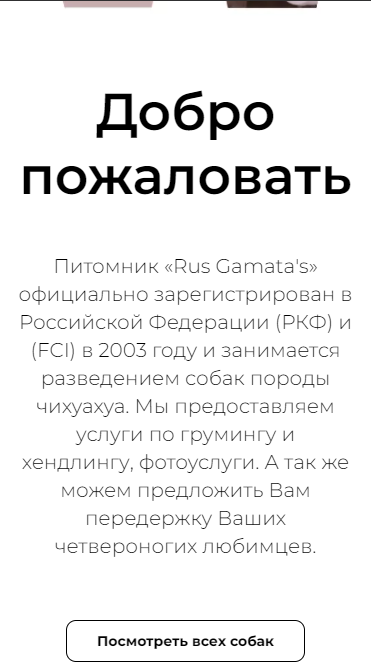 Добро
пожаловать
Питомник «Rus Gamata's»
официально зарегистрирован в
Российской Федерации (РКФ) и
(FCI) в 2003 году и занимается
разведением собак породы
чихуахуа. Мы предоставляем
услуги по грумингу и
хендлингу, фотоуслуги. А так же
можем предложить Вам
передержку Ваших
четвероногих любимцев.
Посмотреть всех собак